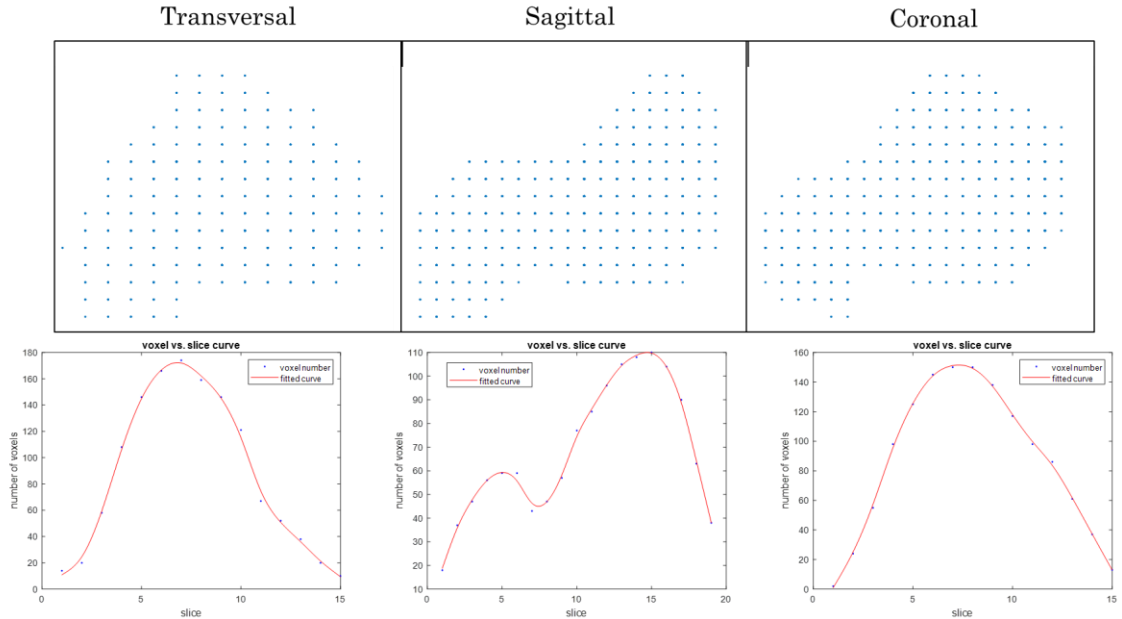 Transversal
Sagittal
Coronal
voxel vs. slice curve
180
160
140
120
100
80
60
40
20
0
number of voxels
voxel number
fitted curve
0
5
10
15
slice
voxel vs. slice curve
110
100
90
80
70
60
50
40
30
20
10
number of voxels
voxel number
fitted curve
0
5
10
15
20
slice
voxel vs. slice curve
160
140
120
100
80
60
40
20
0
number of voxels
voxel number
fitted curve
0
5
10
15
slice